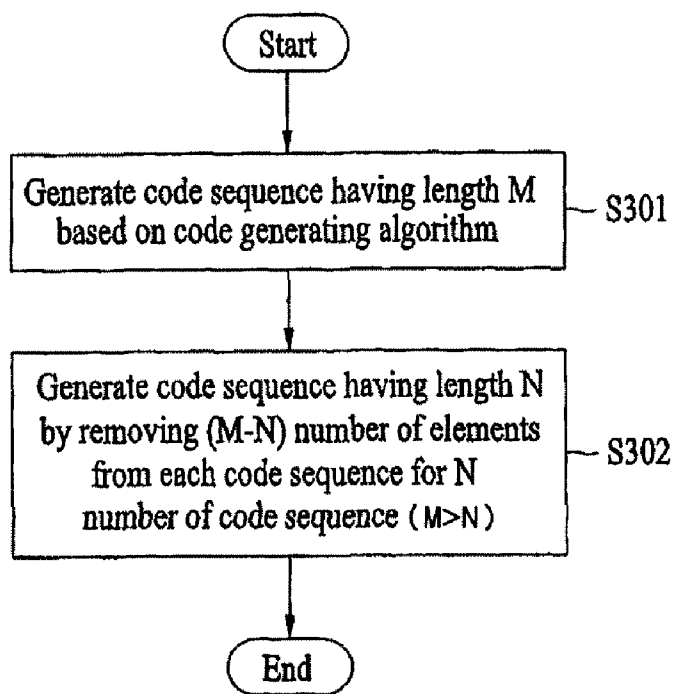 Start
Generate code sequence having length M
based on code generating algorithm
S301
Generate code sequence having length N
by removing (M-N) number of elements
from each code sequence for N
number of code sequence (M>N)
S302
End